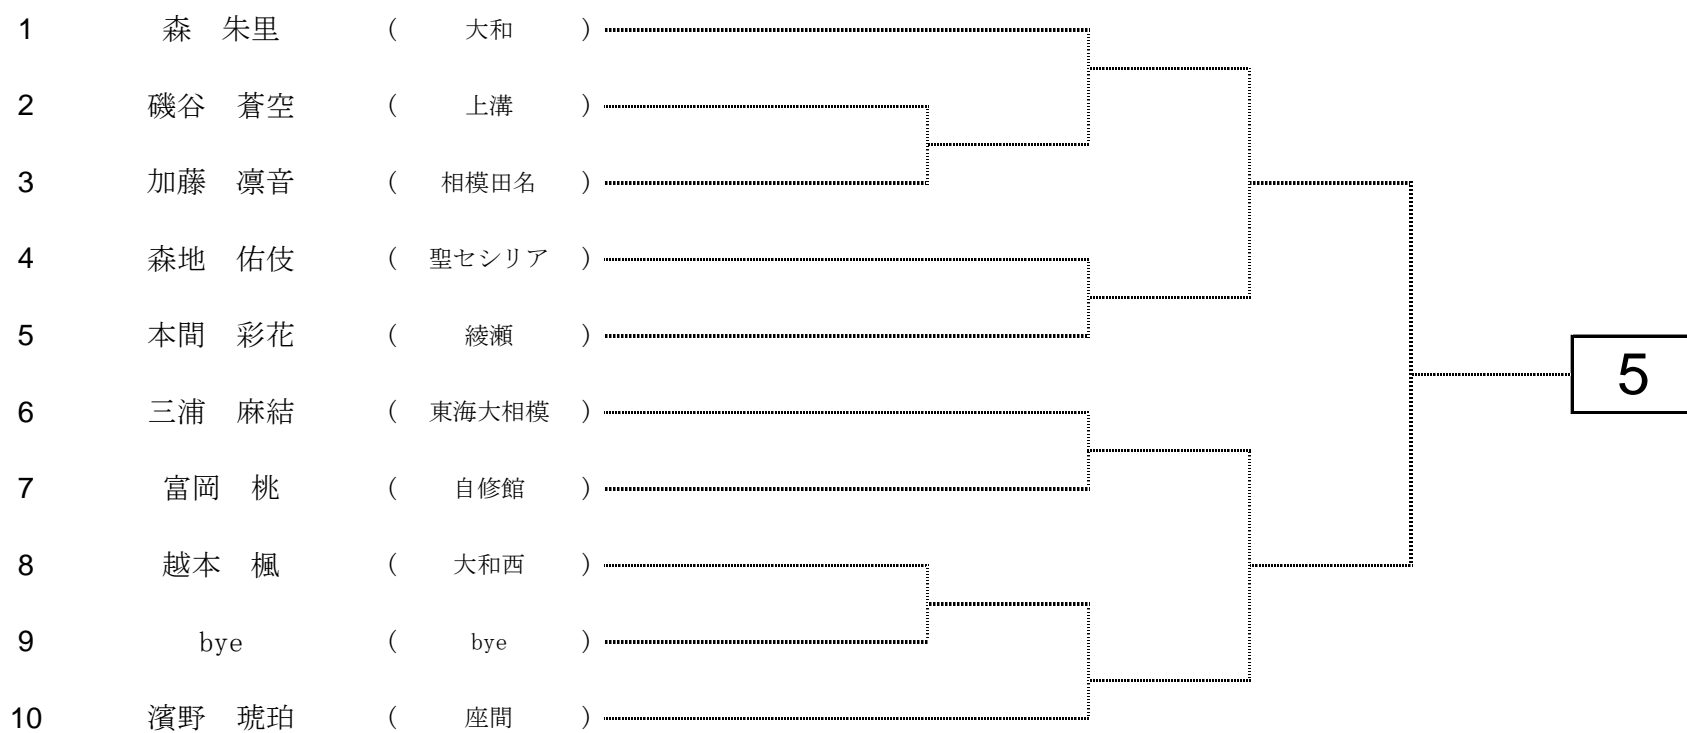 1 森 朱里 ( 大和 )
2 磯谷 蒼空 ( 上溝 )
3 加藤 凛音 ( 相模田名 )
4 森地 佑伎 ( 聖セシリア )
5 本間 彩花 ( 綾瀬 )
5
6 三浦 麻結 ( 東海大相模 )
7 富岡 桃 ( 自修館 )
8 越本 楓 ( 大和西 )
9 bye ( bye )
10 濱野 琥珀 ( 座間 )